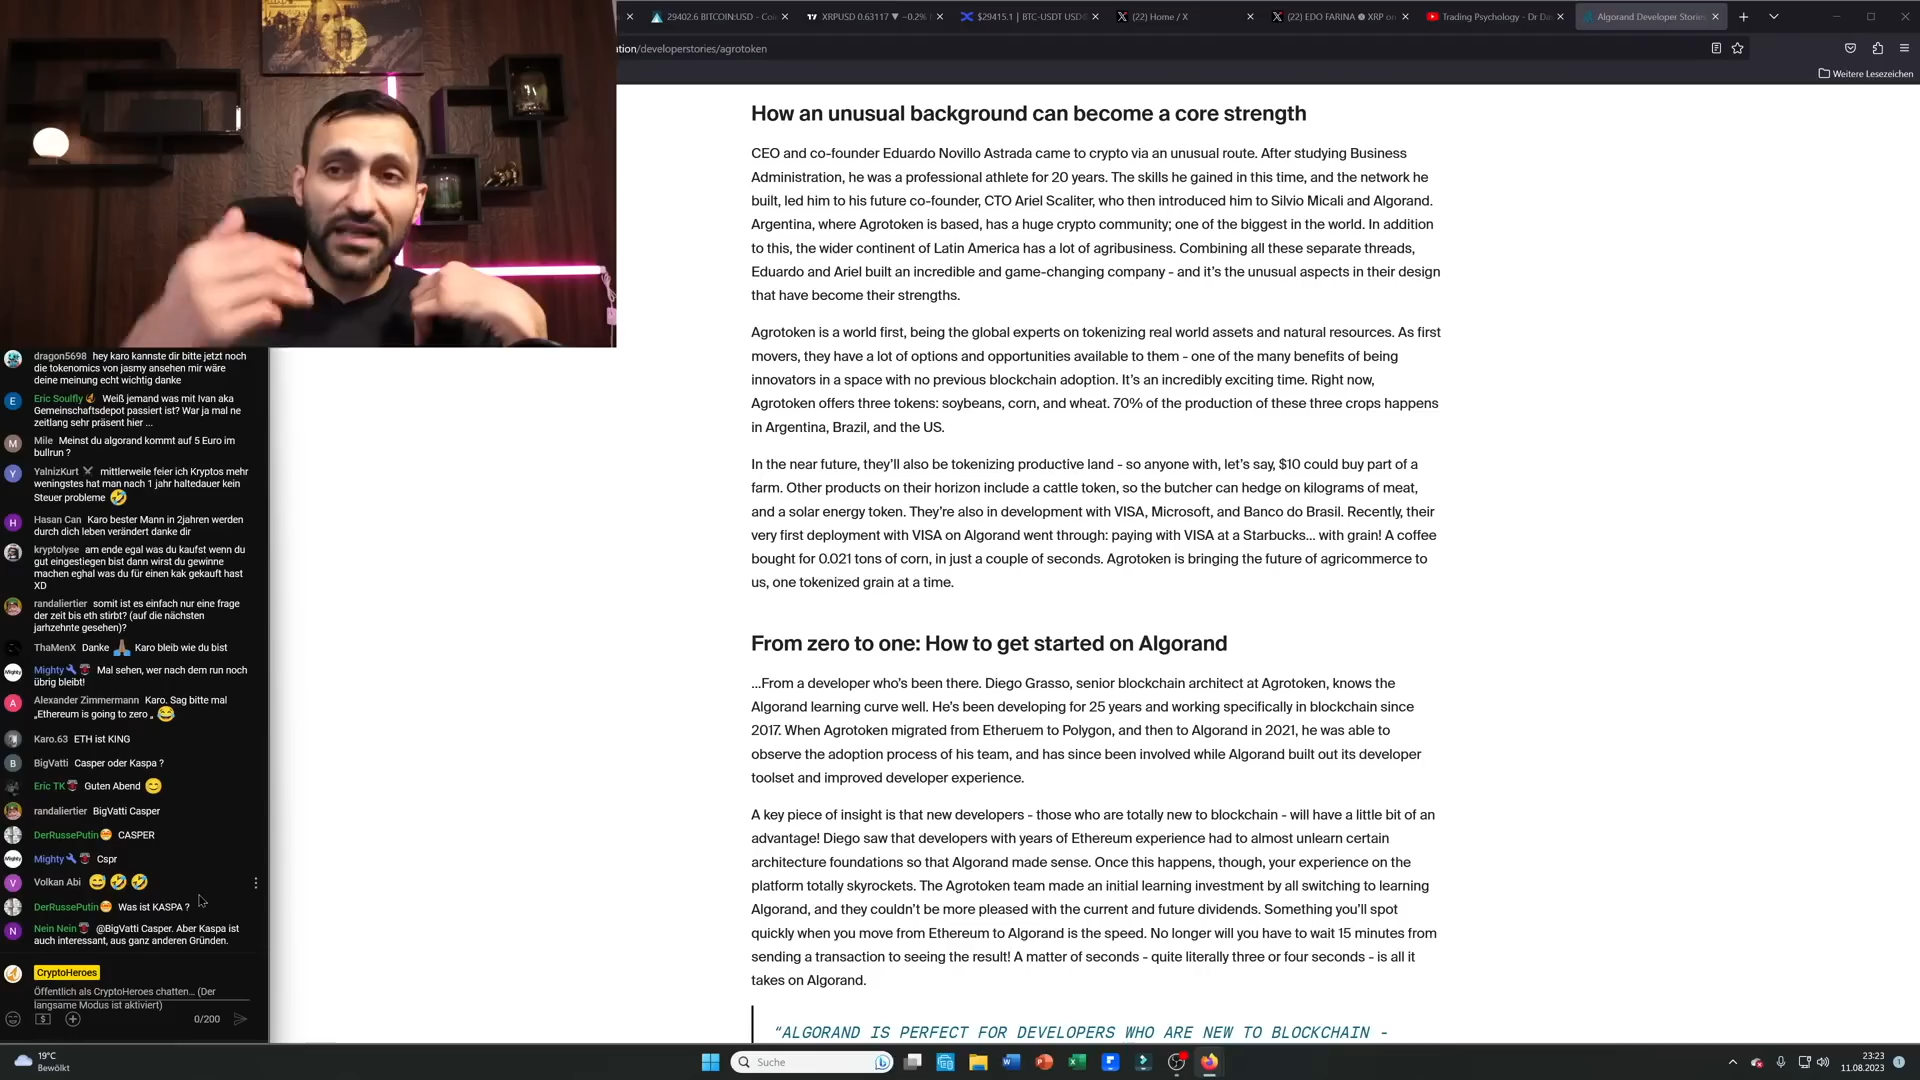 29402.6 BITCOIN:USD - Coi
XRPUSD 0.63117 ▼ −0.2%
$29415.1 | BTC-USDT USD
(22) Home / X
(22) EDO FARINA XRP on
Trading Psychology - Dr Da
Algorand Developer Stories
ation/developerstories/agrotoken
Weitere Lesezeichen
How an unusual background can become a core strength
CEO and co-founder Eduardo Novillo Astrada came to crypto via an unusual route. After studying Business
Administration, he was a professional athlete for 20 years. The skills he gained in this time, and the network he
built, led him to his future co-founder, CTO Ariel Scaliter, who then introduced him to Silvio Micali and Algorand.
Argentina, where Agrotoken is based, has a huge crypto community; one of the biggest in the world. In addition
to this, the wider continent of Latin America has a lot of agribusiness. Combining all these separate threads,
Eduardo and Ariel built an incredible and game-changing company - and it’s the unusual aspects in their design
that have become their strengths.
Agrotoken is a world first, being the global experts on tokenizing real world assets and natural resources. As first
movers, they have a lot of options and opportunities available to them - one of the many benefits of being
innovators in a space with no previous blockchain adoption. It’s an incredibly exciting time. Right now,
Agrotoken offers three tokens: soybeans, corn, and wheat. 70% of the production of these three crops happens
in Argentina, Brazil, and the US.
In the near future, they’ll also be tokenizing productive land - so anyone with, let’s say, $10 could buy part of a
farm. Other products on their horizon include a cattle token, so the butcher can hedge on kilograms of meat,
and a solar energy token. They’re also in development with VISA, Microsoft, and Banco do Brasil. Recently, their
very first deployment with VISA on Algorand went through: paying with VISA at a Starbucks... with grain! A coffee
bought for 0.021 tons of corn, in just a couple of seconds. Agrotoken is bringing the future of agricommerce to
us, one tokenized grain at a time.
From zero to one: How to get started on Algorand
...From a developer who’s been there. Diego Grasso, senior blockchain architect at Agrotoken, knows the
Algorand learning curve well. He’s been developing for 25 years and working specifically in blockchain since
2017. When Agrotoken migrated from Etheruem to Polygon, and then to Algorand in 2021, he was able to
observe the adoption process of his team, and has since been involved while Algorand built out its developer
toolset and improved developer experience.
A key piece of insight is that new developers - those who are totally new to blockchain - will have a little bit of an
advantage! Diego saw that developers with years of Ethereum experience had to almost unlearn certain
architecture foundations so that Algorand made sense. Once this happens, though, your experience on the
platform totally skyrockets. The Agrotoken team made an initial learning investment by all switching to learning
Algorand, and they couldn’t be more pleased with the current and future dividends. Something you’ll spot
quickly when you move from Ethereum to Algorand is the speed. No longer will you have to wait 15 minutes from
sending a transaction to seeing the result! A matter of seconds - quite literally three or four seconds - is all it
takes on Algorand.
“ALGORAND IS PERFECT FOR DEVELOPERS WHO ARE NEW TO BLOCKCHAIN -
dragon5698 hey karo kannste dir bitte jetzt noch
die tokenomics von jasmy ansehen mir wäre
deine meinung echt wichtig danke
Eric Soulfly Weiß jemand was mit Ivan aka
Gemeinschaftsdepot passiert ist? War ja mal ne
zeitlang sehr präsent hier ...
Mile Meinst du algorand kommt auf 5 Euro im
bullrun ?
YalnizKurt mittlerweile feier ich Kryptos mehr
weningstes hat man nach 1 jahr haltedauer kein
Steuer probleme 🤣
Hasan Can Karo bester Mann in 2jahren werden
durch dich leben verändert danke dir
kryptolyse am ende egal was du kaufst wenn du
gut eingestiegen bist dann wirst du gewinne
machen eghal was du für einen kak gekauft hast
XD
randaliertier somit ist es einfach nur eine frage
der zeit bis eth stirbt? (auf die nächsten
jarhzehnte gesehen)?
ThaMenX Danke 🙏🏽 Karo bleib wie du bist
Mighty Mal sehen, wer nach dem run noch
übrig bleibt!
Alexander Zimmermann Karo. Sag bitte mal
„Ethereum is going to zero „ 😂
Karo.63 ETH ist KING
BigVatti Casper oder Kaspa ?
Eric TK Guten Abend 😊
randaliertier BigVatti Casper
DerRussePutin CASPER
Mighty Cspr
Volkan Abi 😅 🤣 🤣
DerRussePutin Was ist KASPA ?
Nein Nein @BigVatti Casper. Aber Kaspa ist
auch interessant, aus ganz anderen Gründen.
CryptoHeroes
Öffentlich als CryptoHeroes chatten... (Der
langsame Modus ist aktiviert)
0/200
19°C
Bewölkt
Suche
23:23
11.08.2023